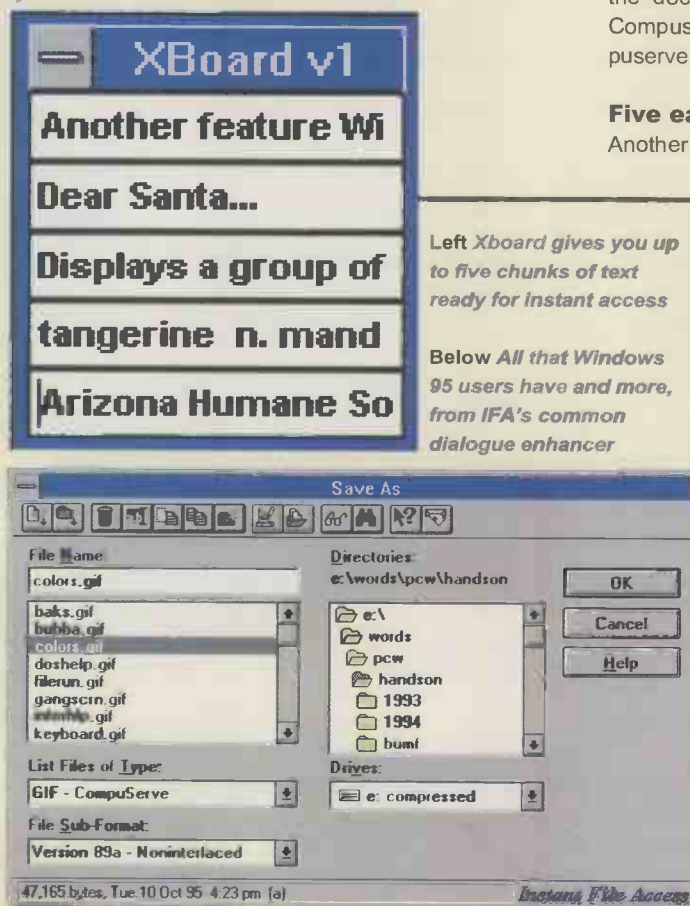 the doc
Compus
puserve
Five ea
Another
XBoard v1
Another feature Wi
Dear Santa...
Displays a group of
tangerine n. mand
Arizona Humane So
Left Xboard gives you up
to five chunks of text
ready for instant access
Below All that Windows
95 users have and more,
from IFA's common
dialogue enhancer
Save As
File Name:
colors.gif
baks.gif
bubba.gif
colors.gif
doshelp.gif
filerun.gif
gangscrn.gif
keyboard.gif
List Files of Type:
GIF - CompuServe
File Sub-Format:
Version 89a - Noninterlaced
Directories:
e:\words\pcw\handson
e:\
words
pcw
handson
1993
1994
bumf
Drives:
e: compressed
OK
Cancel
Help
47,165 bytes, Tue.10 Oct 95 4:23 pm (a)
Instant File Access